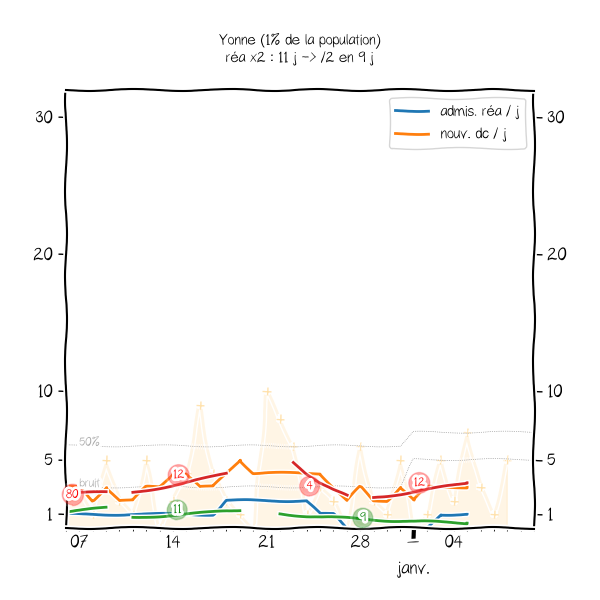 Yonne (1% de la population)
réa x2 : 11 j -> /2 en 9 j
admis. réa / j
nouv. dc / j
30 30
20 20
10 10
50%
5 5
bruit
80 12 4 12
11 9
1 1
07 14 21 28 04
janv.